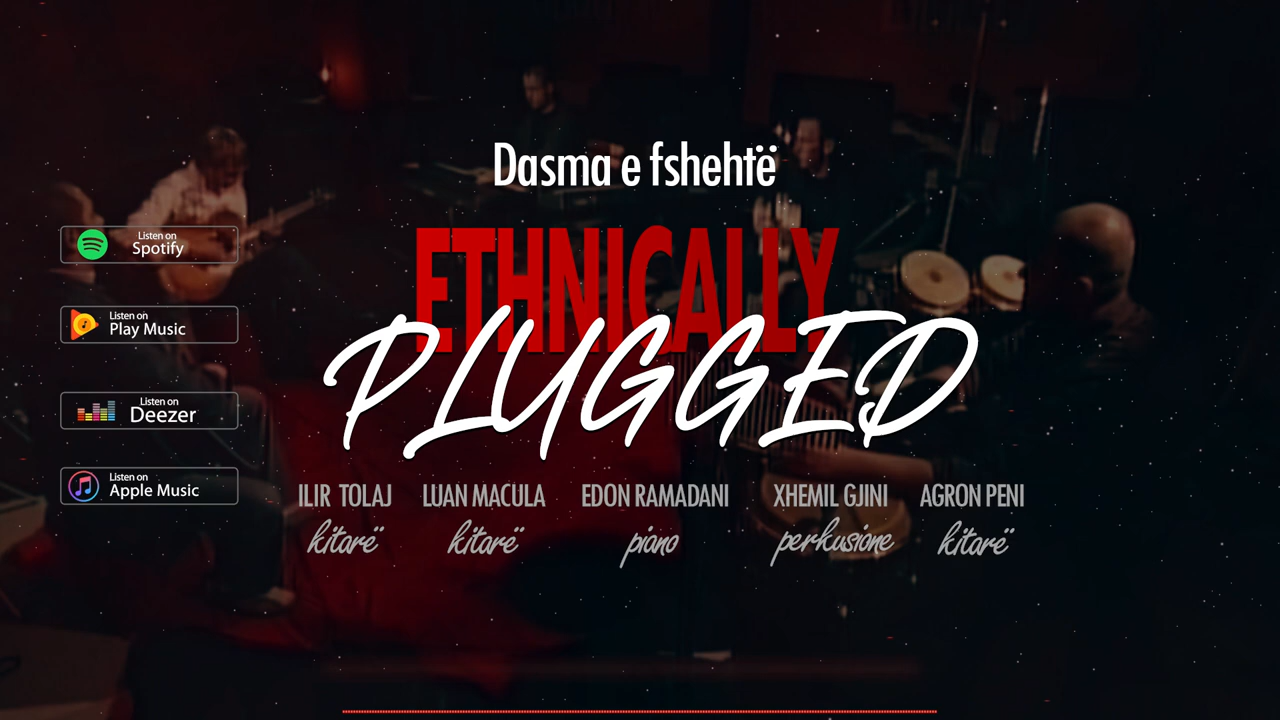 Dasma e fshehtë
ETHNICALLY
PLUGGED
Listen on
Spotify
Listen on
Play Music
Listen on
Deezer
Listen on
Apple Music
ILIR TOLAJ
kitarë
LUAN MACULA
kitarë
EDON RAMADANI
piano
XHEMIL GJINI
perkusione
AGRON PENI
kitarë